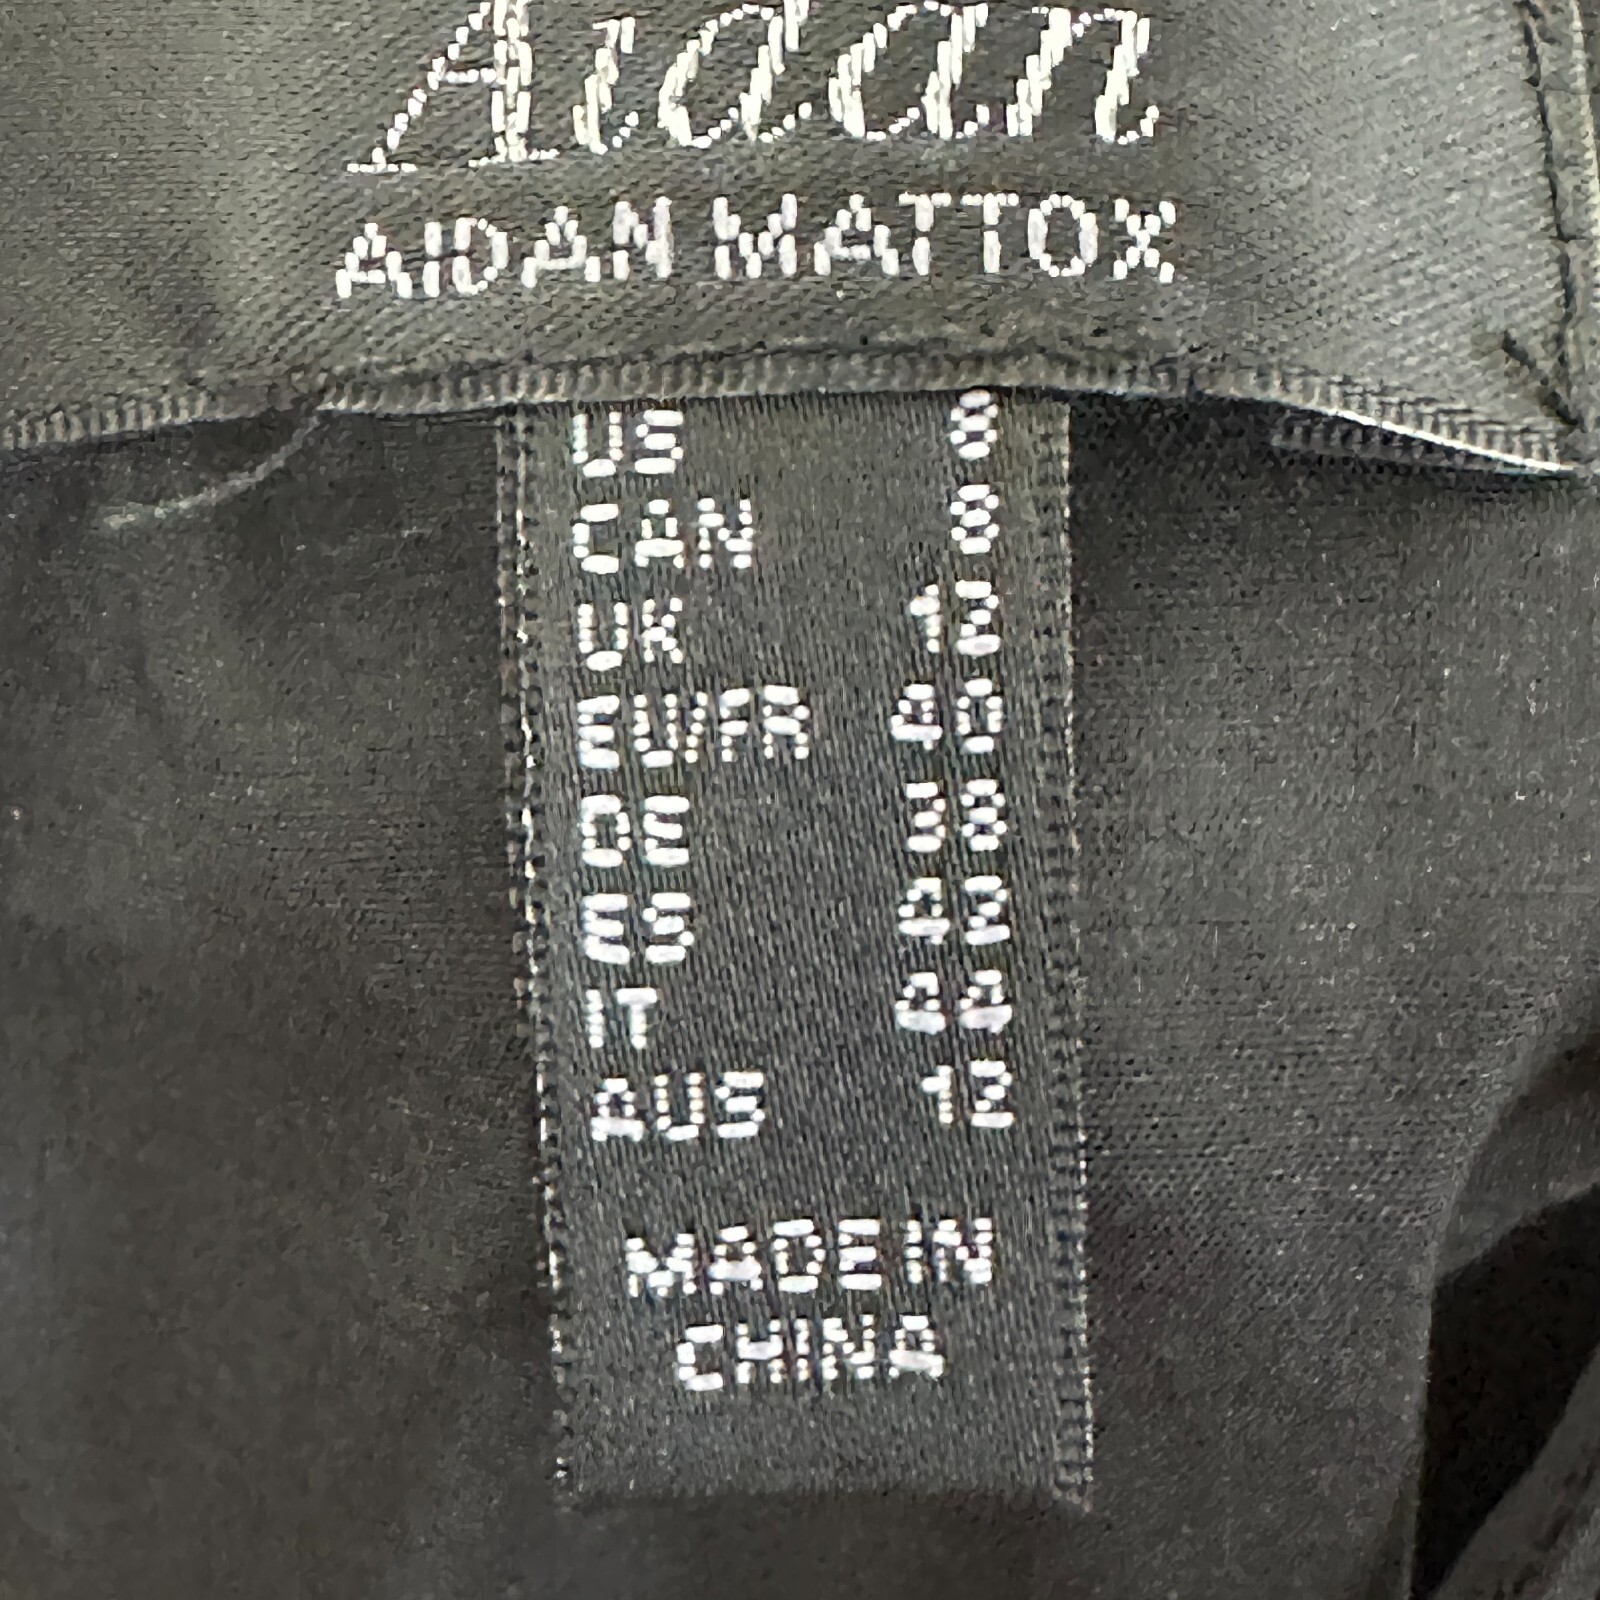 Aidan
AIDAN MATTOX
US 8
CAN 8
UK 12
EU/FR 40
DE 38
ES 42
IT 44
AUS 12
MADE IN
CHINA